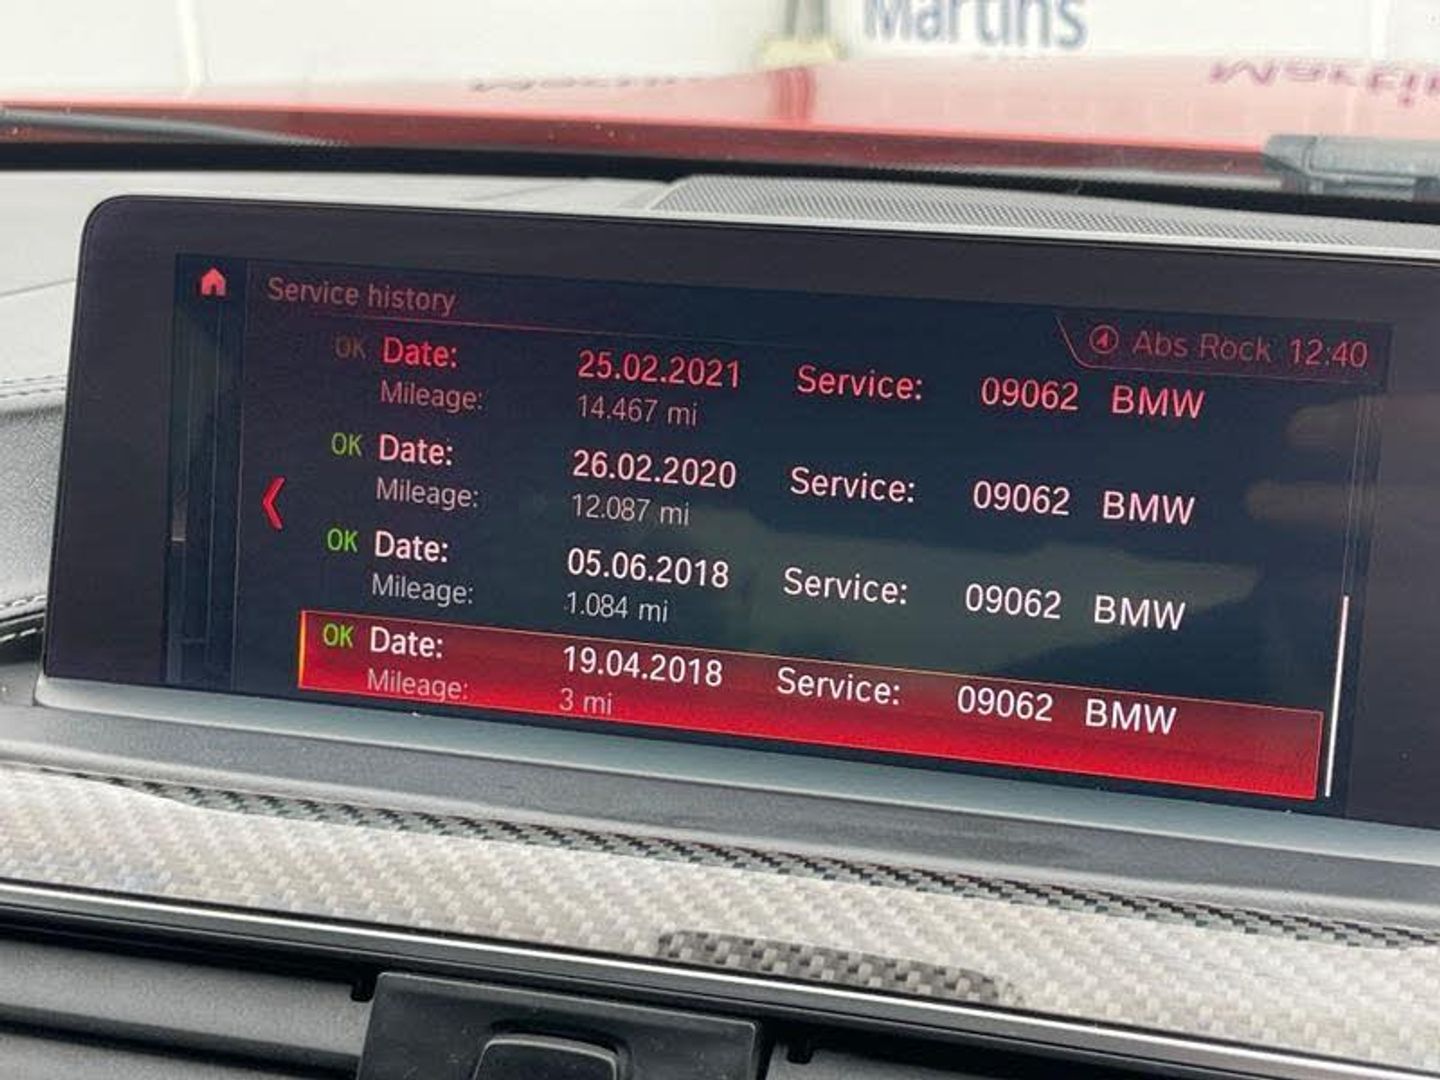 Martins
Service history
Abs Rock 12:40
OK Date: 25.02.2021 Service: 09062 BMW
Mileage: 14.467 mi
OK Date: 26.02.2020 Service: 09062 BMW
Mileage: 12.087 mi
OK Date: 05.06.2018 Service: 09062 BMW
Mileage: 1.084 mi
OK Date: 19.04.2018 Service: 09062 BMW
Mileage: 3 mi